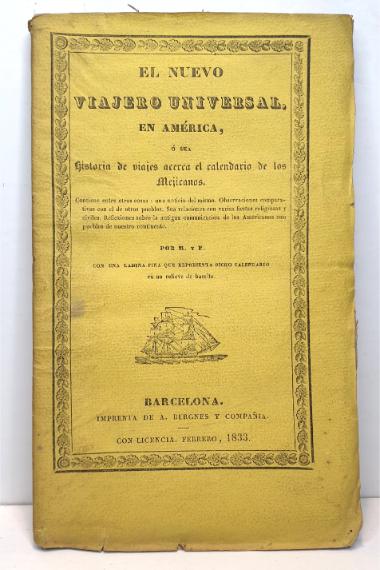 EL NUEVO
VIAJERO UNIVERSAL,
EN AMÉRICA,
Ó SEA
Historia de viajes acerca el calendario de los
Mejicanos.
Contiene entre otras cosas: una noticia del mismo. Observaciones compara-
tivas con el de otros pueblos. Sus relaciones con varias fiestas religiosas y
civiles. Reflexiones sobre la antigua comunicacion de los Américanos con
pueblos de nuestro continente.
POR H. Y F.
CON UNA LAMINA FINA QUE REPRESENTA DICHO CALENDARIO
en un relieve de basalto.
BARCELONA.
IMPRENTA DE A. BERGNES Y COMPAÑIA.
CON LICENCIA. FEBRERO, 1833.